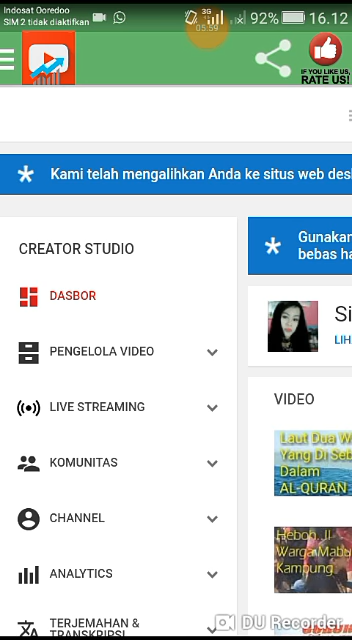 Indosat Ooredoo
SIM 2 tidak diaktifkan
3G
92%
16.12
05:59
IF YOU LIKE US,
RATE US!
Kami telah mengalihkan Anda ke situs web
Gunakan
bebas
CREATOR STUDIO
DASBOR
PENGELOLA VIDEO
LIVE STREAMING
KOMUNITAS
CHANNEL
ANALYTICS
TERJEMAHAN &
TRANSKRIPSI
VIDEO
Laut Dua
Yang Di
Dalam
AL-QURAN
Heboh,
Warga
Kampung,
DU Recorder